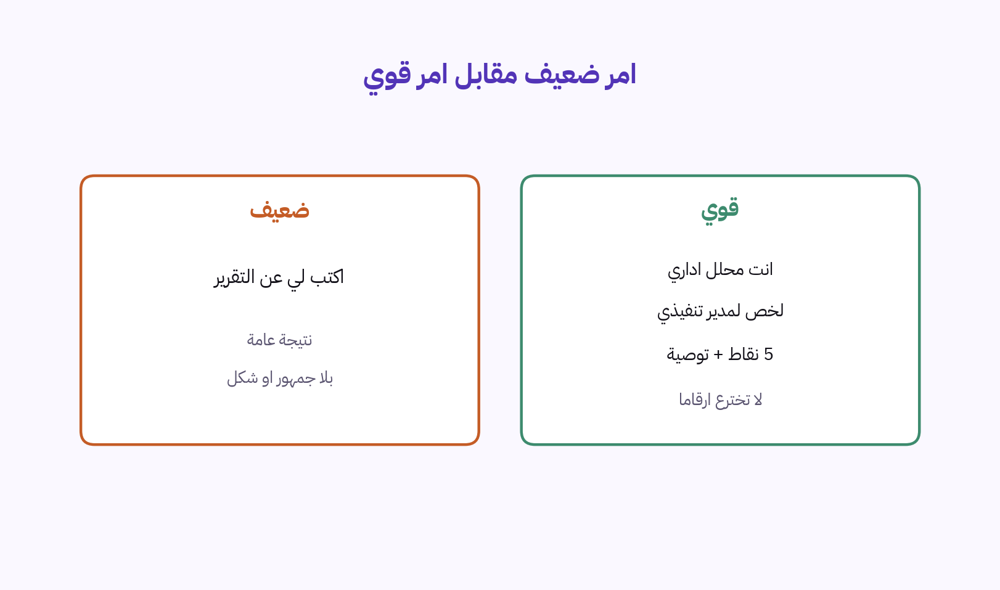 امر ضعيف مقابل امر قوي
قوي
انت محلل اداري
لخص لمدير تنفيذي
5 نقاط + توصية
لا تخترع ارقاما
ضعيف
اكتب لي عن التقرير
نتيجة عامة
بلا جمهور او شكل